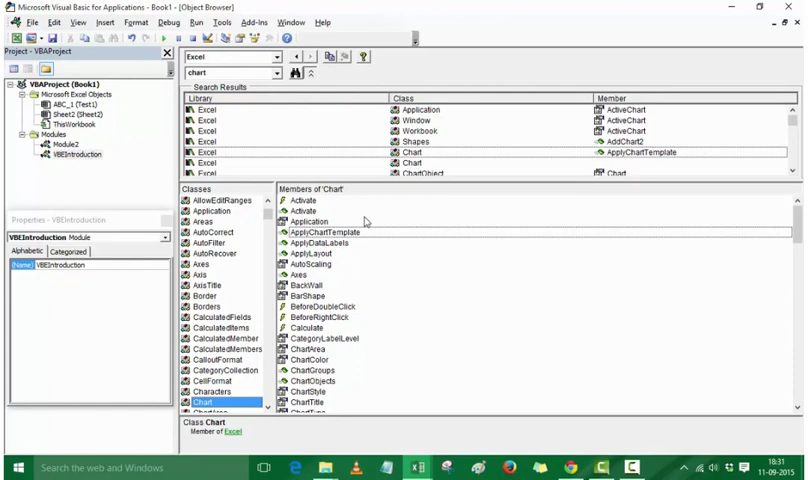 Microsoft Visual Basic for Applications - Book1 - [Object Browser]
File Edit View Insert Format Debug Run Tools Add-Ins Window Help
Project - VBAProject
VBAProject (Book1)
Microsoft Excel Objects
ABC_1 (Test1)
Sheet2 (Sheet2)
ThisWorkbook
Modules
Module2
VBEIntroduction
Properties - VBEIntroduction
VBEIntroduction Module
Alphabetic Categorized
(Name) VBEIntroduction
Excel
chart
Search Results
Library Class Member
Excel Application ActiveChart
Excel Window ActiveChart
Excel Workbook ActiveChart
Excel Shapes AddChart2
Excel Chart ApplyChartTemplate
Excel Chart
Excel ChartObject Chart
Classes
AllowEditRanges
Application
Areas
AutoCorrect
AutoFilter
AutoRecover
Axes
Axis
AxisTitle
Border
Borders
CalculatedFields
CalculatedItems
CalculatedMember
CalculatedMembers
CalloutFormat
CategoryCollection
CellFormat
Characters
Chart
ChartArea
Members of 'Chart'
Activate
Activate
Application
ApplyChartTemplate
ApplyDataLabels
ApplyLayout
AutoScaling
Axes
BackWall
BarShape
BeforeDoubleClick
BeforeRightClick
Calculate
CategoryLabelLevel
ChartArea
ChartColor
ChartGroups
ChartObjects
ChartStyle
ChartTitle
ChartType
Class Chart
Member of Excel
Search the web and Windows
18:31
11-09-2015